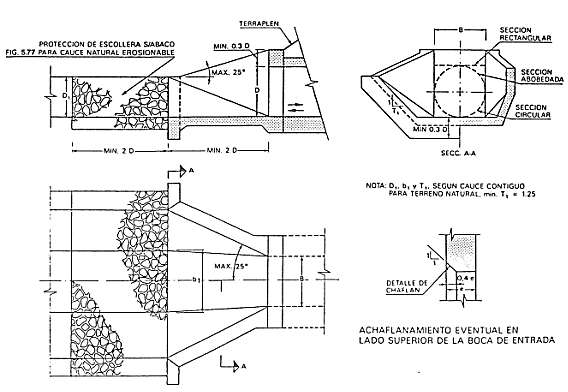 TERRAPLEN
PROTECCION DE ESCOLLERA S/ABACO
FIG. 5.77 PARA CAUCE NATURAL EROSIONABLE
MIN. 0.3 D
MAX. 25°
D
MIN. 2 D
MIN. 2 D
B
SECCION
RECTANGULAR
SECCION
ABOBEDADA
SECCION
CIRCULAR
MIN 0.3 D
SECC. A-A
A
NOTA: D₁, b₁ y T₁, SEGUN CAUCE CONTIGUO
PARA TERRENO NATURAL, min. T₁ = 1.25
MAX. 25°
b₁
B
A
1
1
0,4 e
e
DETALLE DE
CHAFLAN
ACHAFLANAMIENTO EVENTUAL EN
LADO SUPERIOR DE LA BOCA DE ENTRADA